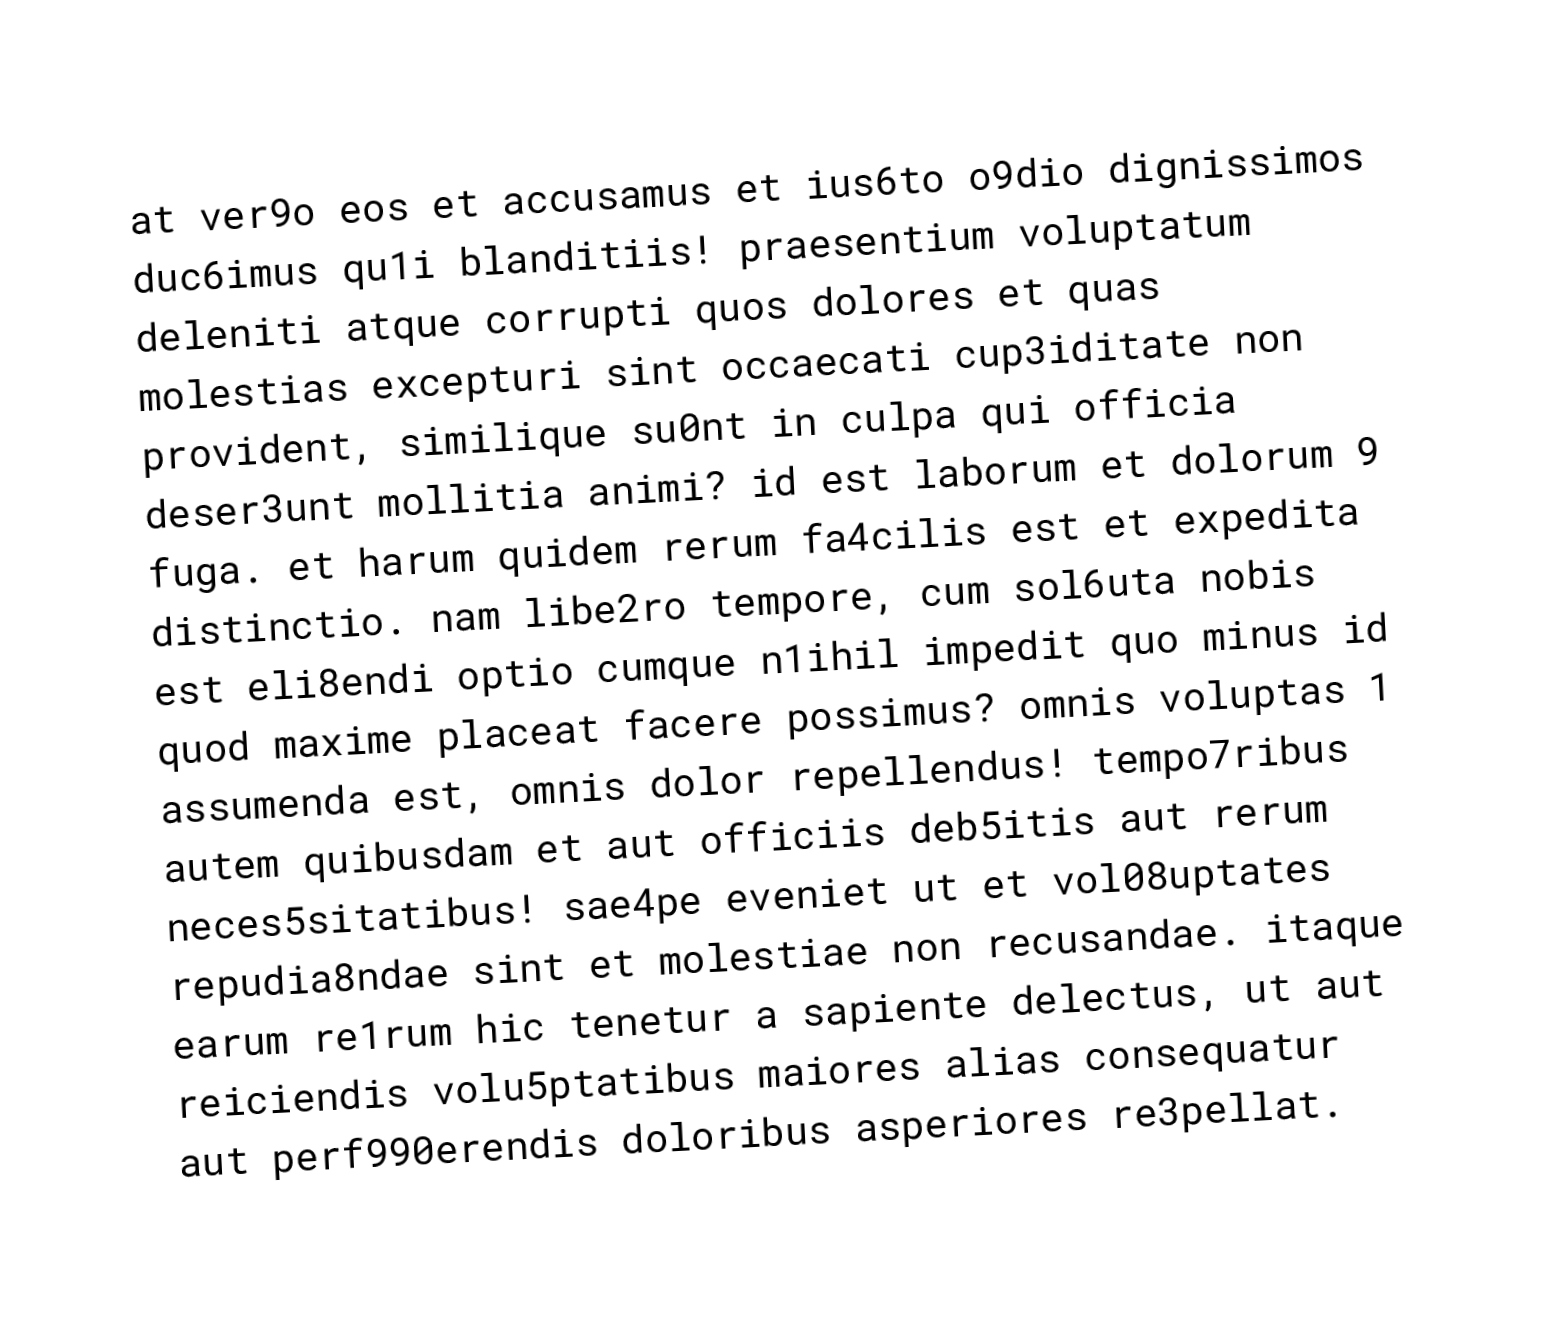 at ver9o eos et accusamus et ius6to o9dio dignissimos
duc6imus qu1i blanditiis! praesentium voluptatum
deleniti atque corrupti quos dolores et quas
molestias excepturi sint occaecati cup3iditate non
provident, similique su0nt in culpa qui officia
deser3unt mollitia animi? id est laborum et dolorum 9
fuga. et harum quidem rerum fa4cilis est et expedita
distinctio. nam libe2ro tempore, cum sol6uta nobis
est eli8endi optio cumque n1ihil impedit quo minus id
quod maxime placeat facere possimus? omnis voluptas 1
assumenda est, omnis dolor repellendus! tempo7ribus
autem quibusdam et aut officiis deb5itis aut rerum
neces5sitatibus! sae4pe eveniet ut et vol08uptates
repudia8ndae sint et molestiae non recusandae. itaque
earum re1rum hic tenetur a sapiente delectus, ut aut
reiciendis volu5ptatibus maiores alias consequatur
aut perf990erendis doloribus asperiores re3pellat.